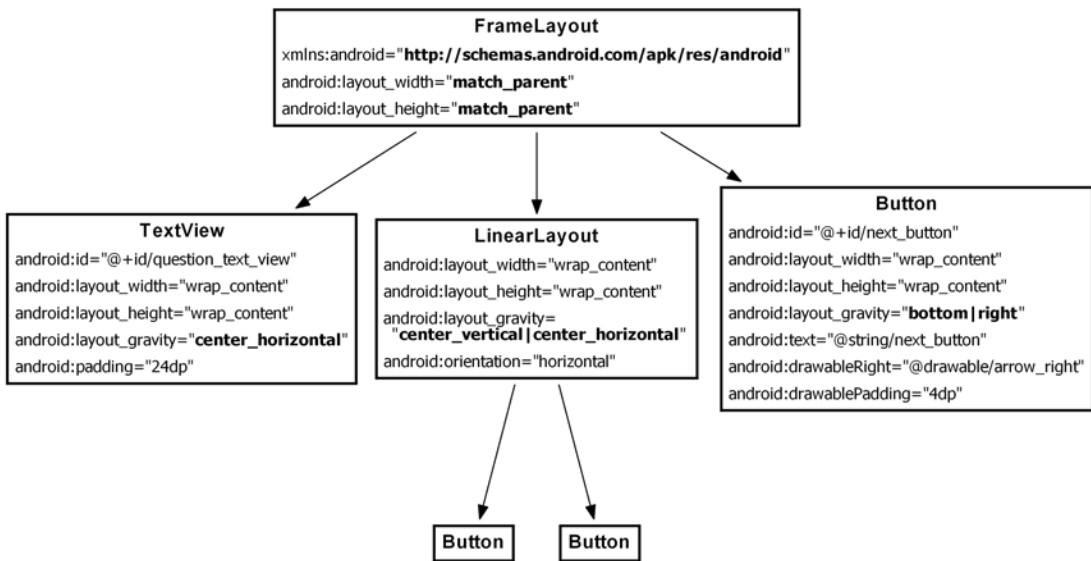 FrameLayout
xmlns:android="http://schemas.android.com/apk/res/android"
android:layout_width="match_parent"
android:layout_height="match_parent"
TextView
android:id="@+id/question_text_view"
android:layout_width="wrap_content"
android:layout_height="wrap_content"
android:layout_gravity="center_horizontal"
android:padding="24dp"
LinearLayout
android:layout_width="wrap_content"
android:layout_height="wrap_content"
android:layout_gravity=
"center_vertical|center_horizontal"
android:orientation="horizontal"
Button
android:id="@+id/next_button"
android:layout_width="wrap_content"
android:layout_height="wrap_content"
android:layout_gravity="bottom|right"
android:text="@string/next_button"
android:drawableRight="@drawable/arrow_right"
android:drawablePadding="4dp"
Button
Button